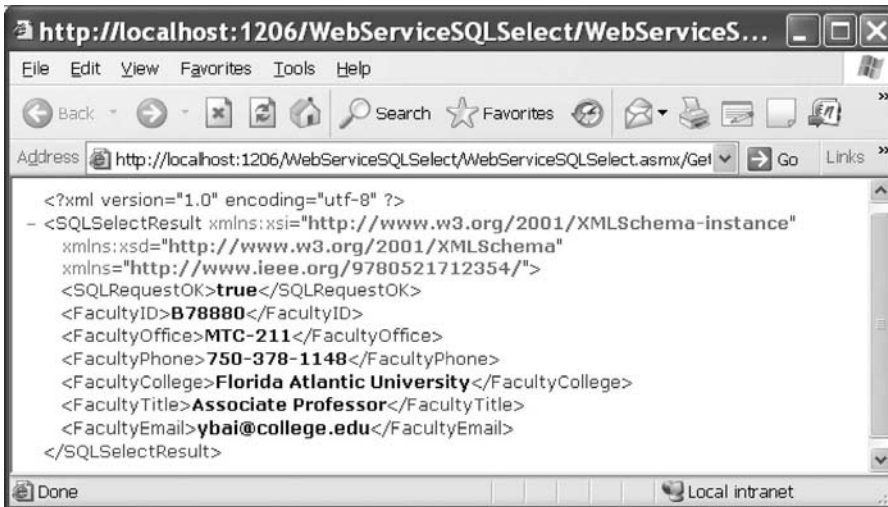 http://localhost:1206/WebServiceSQLSelect/WebServiceS...
File Edit View Favorites Tools Help
Back Search Favorites »
Address http://localhost:1206/WebServiceSQLSelect/WebServiceSQLSelect.asmx/Get Go Links »
<?xml version="1.0" encoding="utf-8" ?>
- <SQLSelectResult xmlns:xsi="http://www.w3.org/2001/XMLSchema-instance"
xmlns:xsd="http://www.w3.org/2001/XMLSchema"
xmlns="http://www.ieee.org/9780521712354/">
<SQLRequestOK>true</SQLRequestOK>
<FacultyID>B78880</FacultyID>
<FacultyOffice>MTC-211</FacultyOffice>
<FacultyPhone>750-378-1148</FacultyPhone>
<FacultyCollege>Florida Atlantic University</FacultyCollege>
<FacultyTitle>Associate Professor</FacultyTitle>
<FacultyEmail>ybai@college.edu</FacultyEmail>
</SQLSelectResult>
Done Local intranet